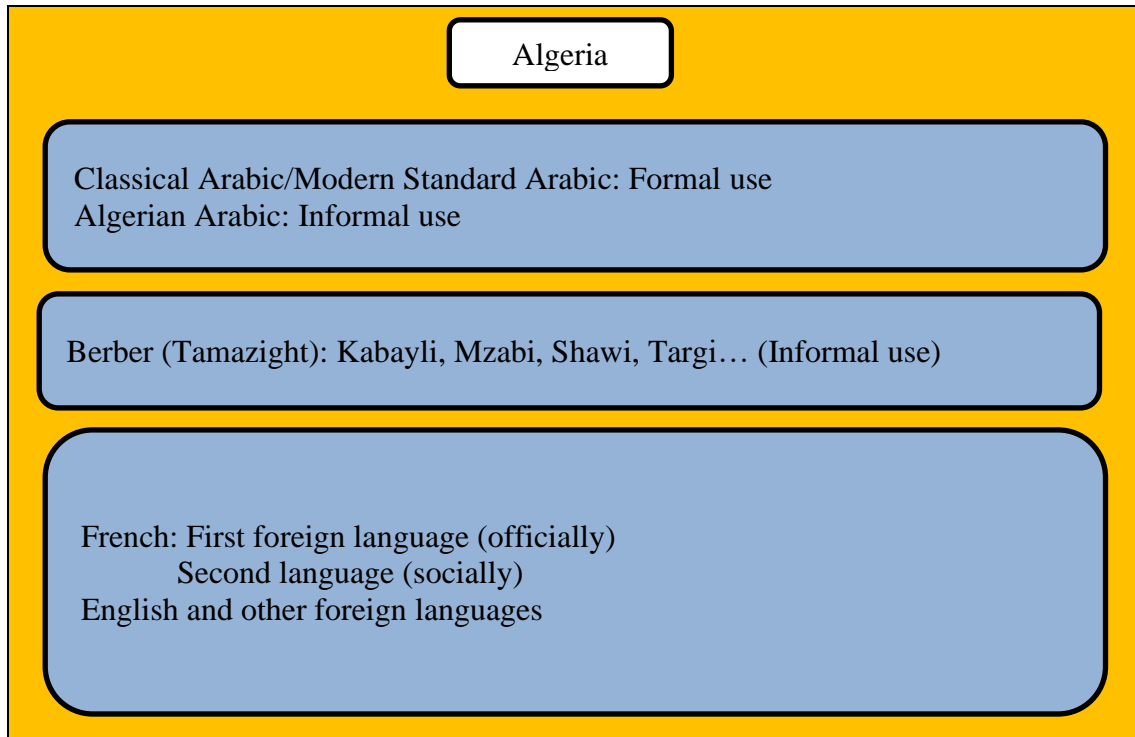 Algeria
Classical Arabic/Modern Standard Arabic: Formal use
Algerian Arabic: Informal use
Berber (Tamazight): Kabayli, Mzabi, Shawi, Targi… (Informal use)
French: First foreign language (officially)
Second language (socially)
English and other foreign languages